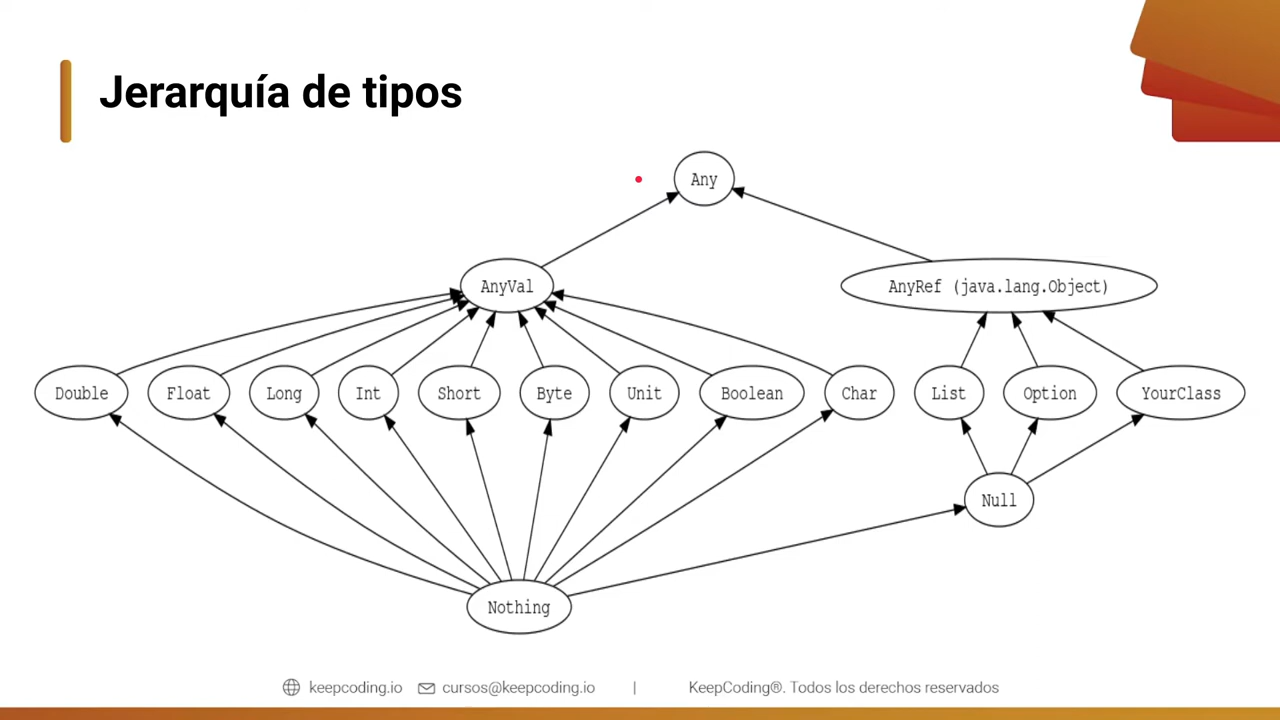 Jerarquía de tipos
Any
AnyVal
AnyRef (java.lang.Object)
Double
Float
Long
Int
Short
Byte
Unit
Boolean
Char
List
Option
YourClass
Null
Nothing
keepcoding.io cursos@keepcoding.io | KeepCoding®. Todos los derechos reservados